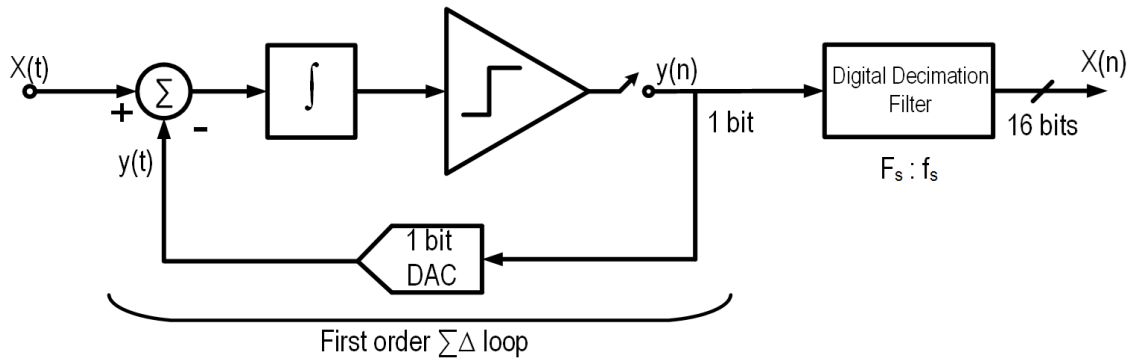 X(t)
+
Σ
-
∫
y(n)
1 bit
Digital Decimation
Filter
X(n)
16 bits
Fₛ : fₛ
y(t)
1 bit
DAC
First order ∑Δ loop